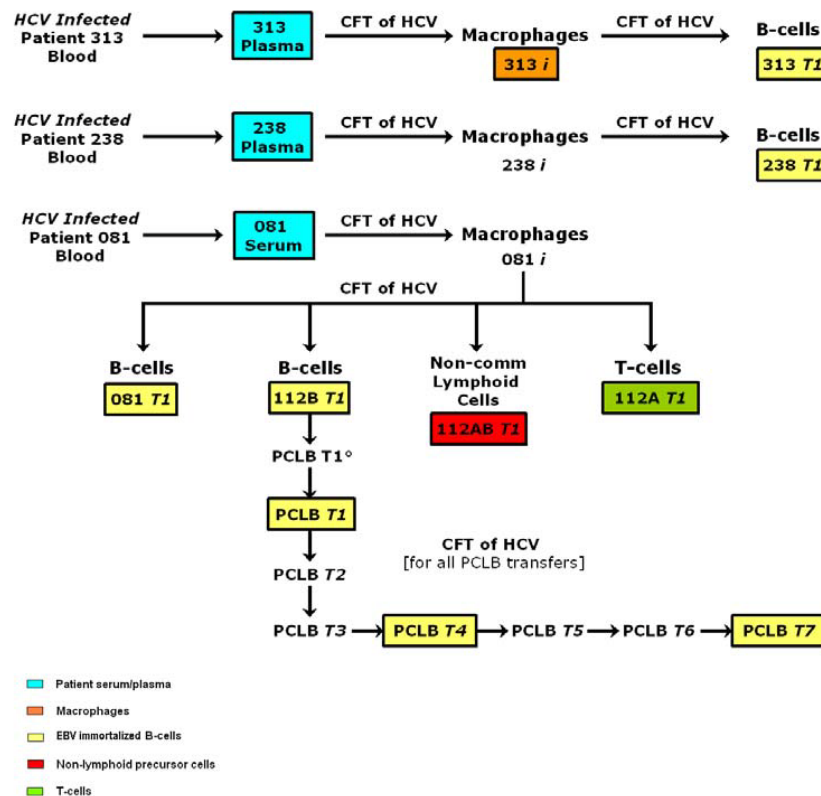 HCV Infected
Patient 313
Blood
313
Plasma
CFT of HCV
Macrophages
313 i
CFT of HCV
B-cells
313 T1
HCV Infected
Patient 238
Blood
238
Plasma
CFT of HCV
Macrophages
238 i
CFT of HCV
B-cells
238 T1
HCV Infected
Patient 081
Blood
081
Serum
CFT of HCV
Macrophages
081 i
CFT of HCV
B-cells
081 T1
B-cells
112B T1
Non-comm
Lymphoid
Cells
112AB T1
T-cells
112A T1
PCLB T1°
PCLB T1
PCLB T2
CFT of HCV
[for all PCLB transfers]
PCLB T3
PCLB T4
PCLB T5
PCLB T6
PCLB T7
Patient serum/plasma
Macrophages
EBV immortalized B-cells
Non-lymphoid precursor cells
T-cells